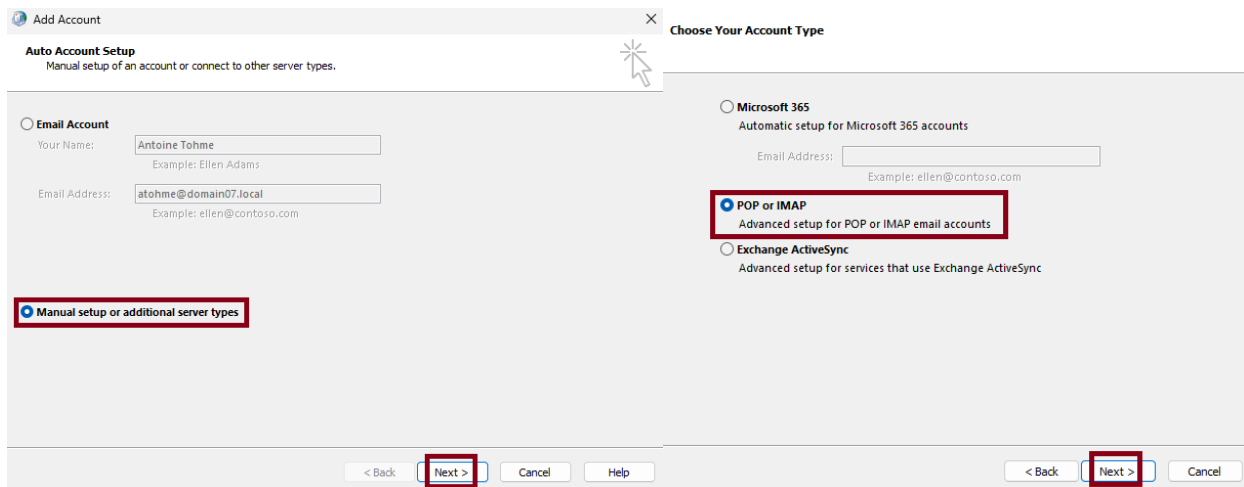 Add Account
Auto Account Setup
Manual setup of an account or connect to other server types.
Email Account
Your Name: Antoine Tohme
Example: Ellen Adams
Email Address: atohme@domain07.local
Example: ellen@contoso.com
Manual setup or additional server types
< Back Next > Cancel Help
Choose Your Account Type
Microsoft 365
Automatic setup for Microsoft 365 accounts
Email Address:
Example: ellen@contoso.com
POP or IMAP
Advanced setup for POP or IMAP email accounts
Exchange ActiveSync
Advanced setup for services that use Exchange ActiveSync
< Back Next > Cancel